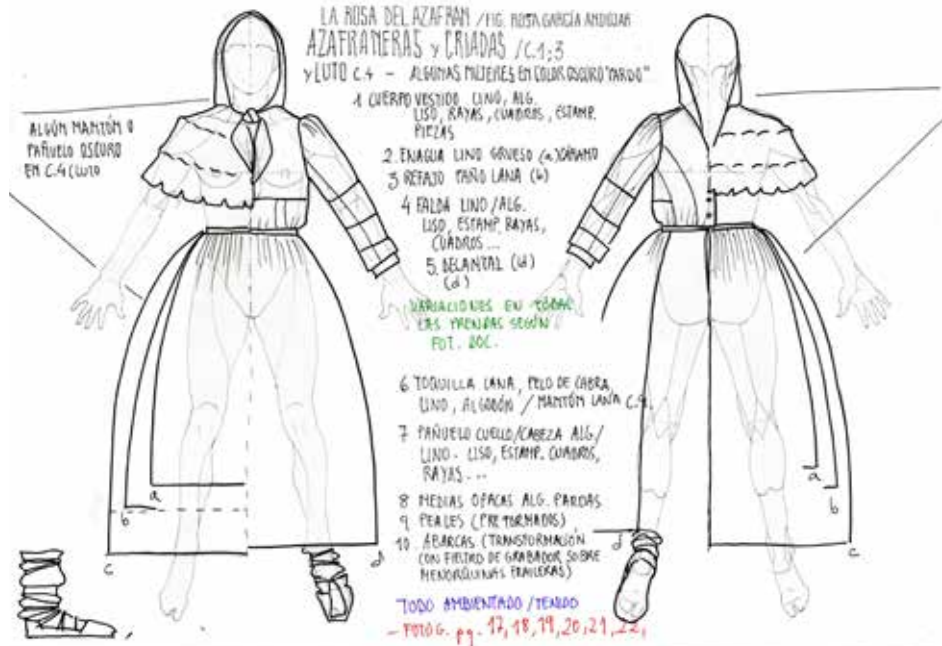 LA ROSA DEL AZAFRAN / FIG. ROSA GARCÍA ANDÚJAR
AZAFRANERAS y CRIADAS / C.1:3
y LUTO C.4 - ALGUNAS MUJERES EN COLOR OSCURO "PARDO"
ALGÚN MANTÓN O
PAÑUELO OSCURO
EN C.4 (LUTO
1 CUERPO VESTIDO LINO, ALG.
LISO, RAYAS, CUADROS, ESTAMP.
PIEZAS
2. ENAGUA LINO GRUESO (a) CÁÑAMO
3 REFAJO PAÑO LANA (b)
4 FALDA LINO / ALG.
LISO, ESTAMP. RAYAS,
CUADROS ...
5. DELANTAL (d)
(d)
VARIACIONES EN TODAS
LAS PRENDAS SEGÚN
FOT. DOC.
6 TOQUILLA LANA, PELO DE CABRA,
LINO, ALGODÓN / MANTÓN LANA C.4.
7 PAÑUELO CUELLO/CABEZA ALG/
LINO - LISO, ESTAMP. CUADROS,
RAYAS ...
8 MEDIAS OPACAS ALG. PARDAS
9 PEALES (PRE FORMADOS)
10. ABARCAS (TRANSFORMACIÓN
CON FIELTRO DE GRABADOR SOBRE
MENORQUINAS FRAILERAS)
TODO AMBIENTADO / TEÑIDO
- FOTOG. pg. 17, 18, 19, 20, 21, 22,
a
b
c
d
a
b
c
d